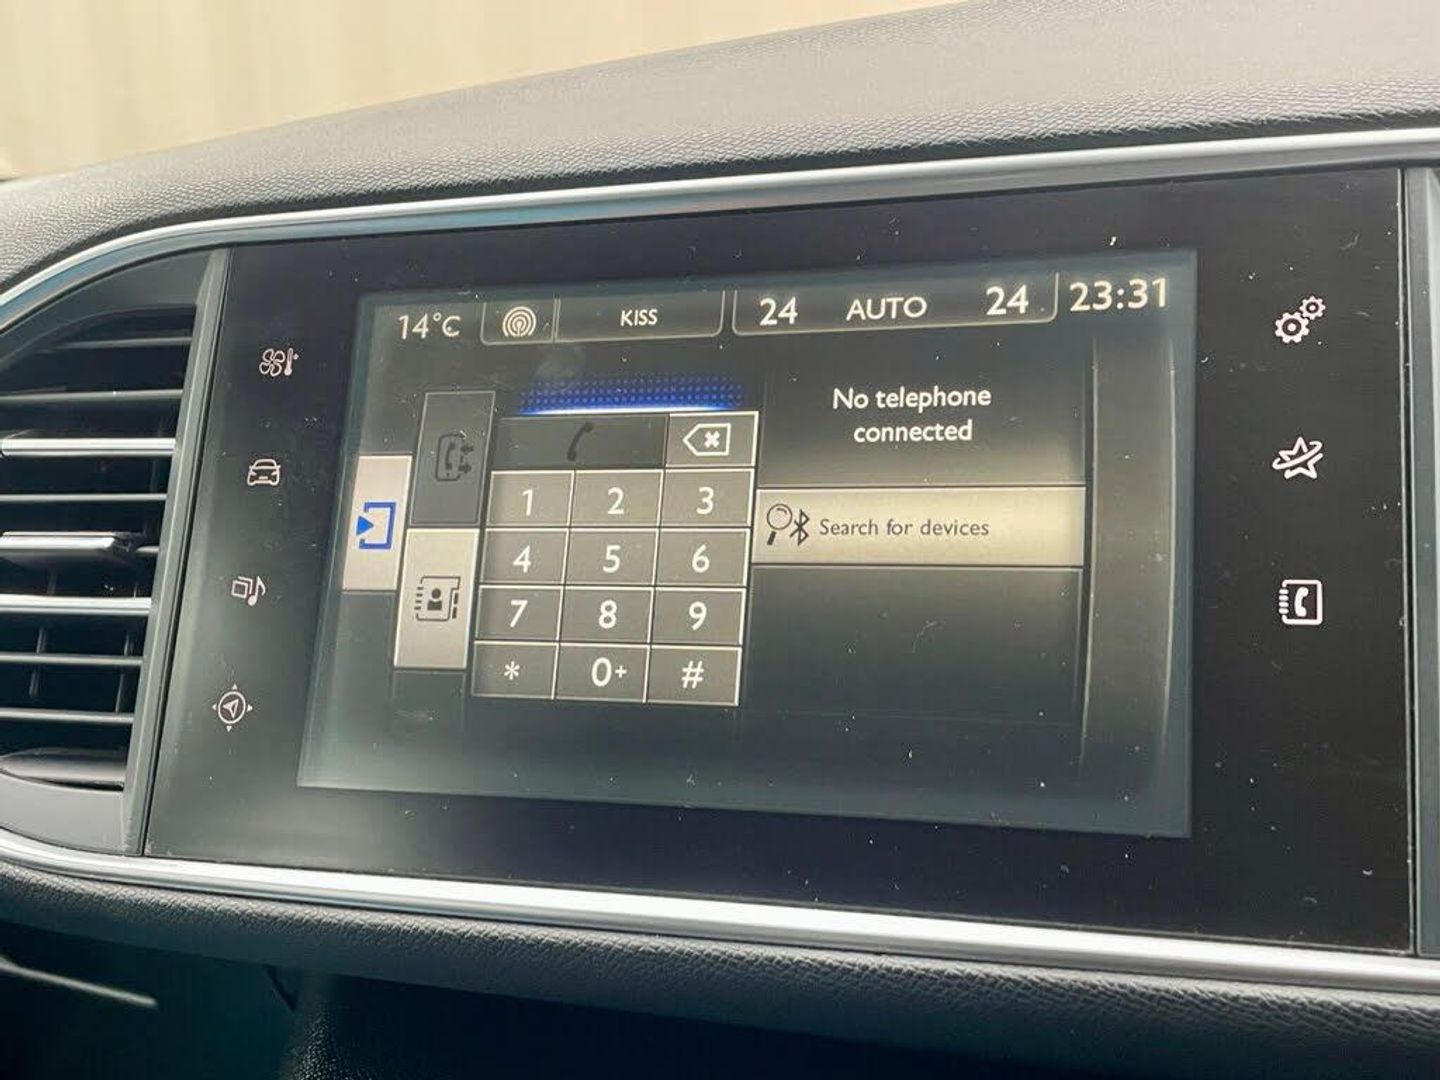 14°C KISS 24 AUTO 24 23:31
No telephone
connected
Search for devices
1 2 3
4 5 6
7 8 9
* 0+ #